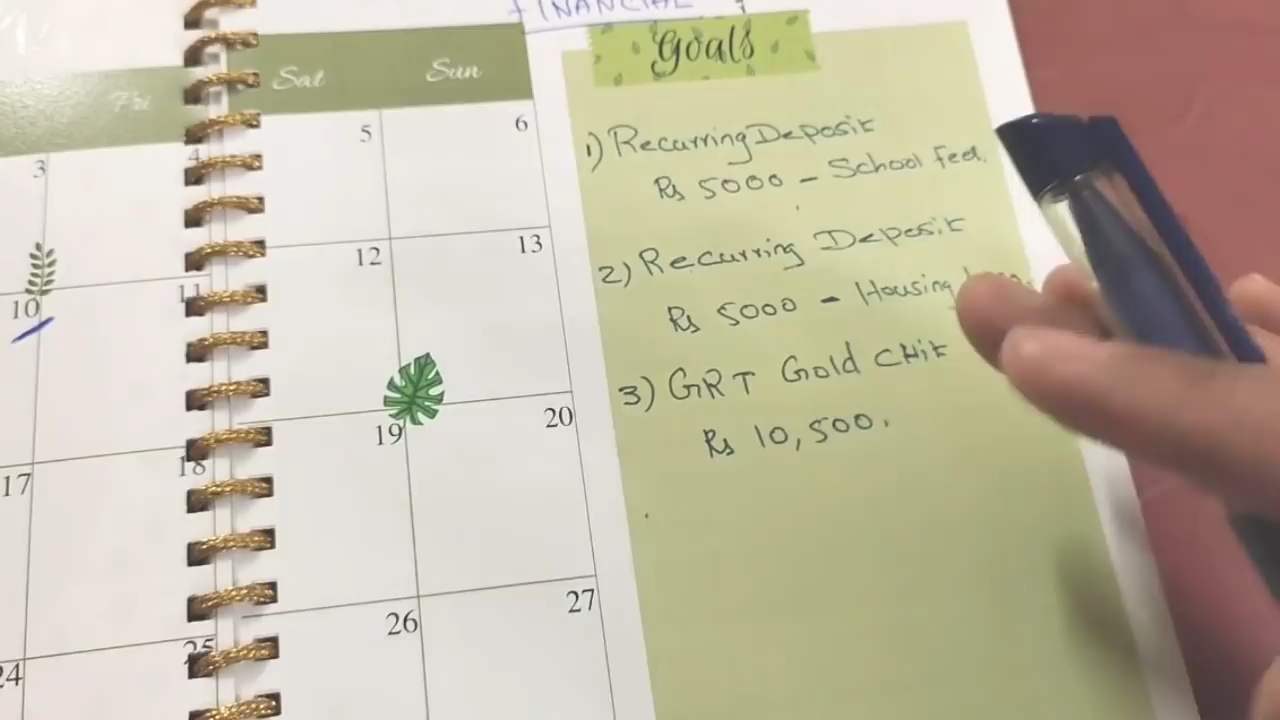 FINANCIAL
Goals
Fri Sat Sun
3 4 5 6
10 11 12 13
17 18 19 20
24 25 26 27
1) Recurring Deposit
Rs 5000 - School Fees.
2) Recurring Deposit
Rs 5000 - Housing
3) GRT Gold CHit
Rs 10,500.